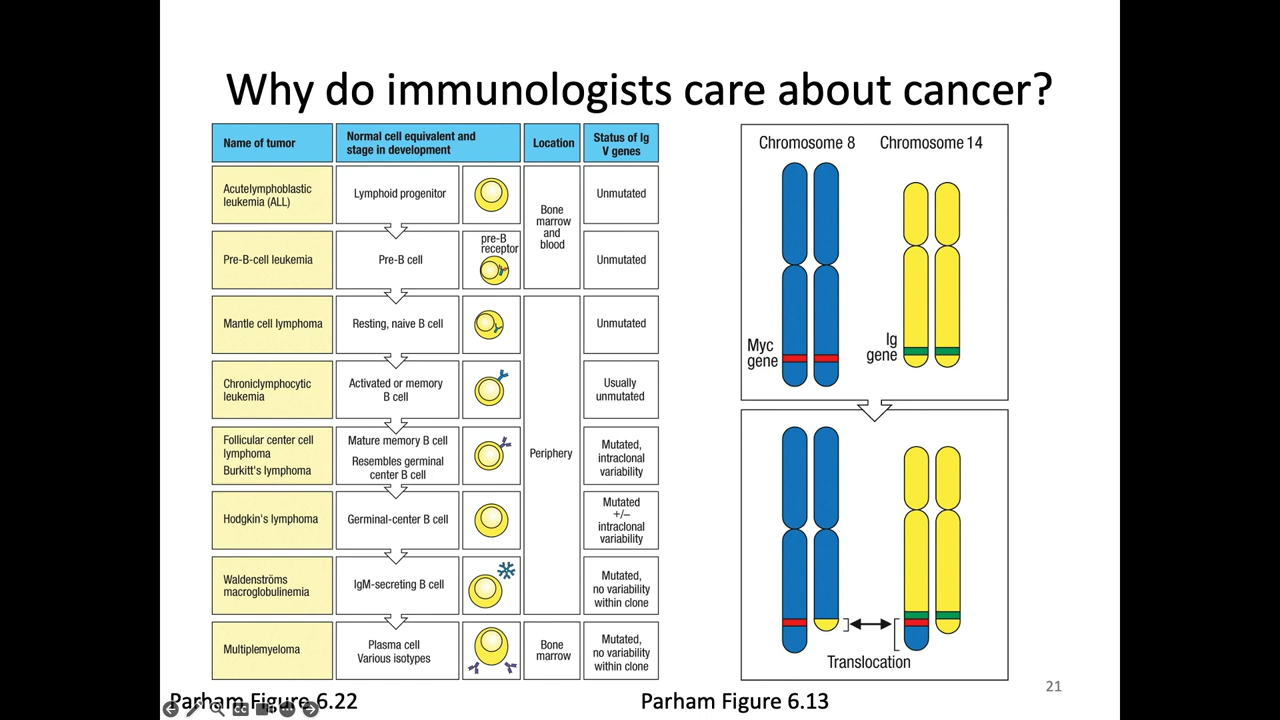 Why do immunologists care about cancer?
Name of tumor
Normal cell equivalent and
stage in development
Location
Status of Ig
V genes
Acutelymphoblastic
leukemia (ALL)
Lymphoid progenitor
Bone
marrow
and
blood
Unmutated
Pre-B-cell leukemia
Pre-B cell
pre-B
receptor
Unmutated
Mantle cell lymphoma
Resting, naive B cell
Periphery
Unmutated
Chroniclymphocytic
leukemia
Activated or memory
B cell
Usually
unmutated
Follicular center cell
lymphoma
Burkitt's lymphoma
Mature memory B cell
Resembles germinal
center B cell
Mutated,
intraclonal
variability
Hodgkin's lymphoma
Germinal-center B cell
Mutated
+/–
intraclonal
variability
Waldenströms
macroglobulinemia
IgM-secreting B cell
Mutated,
no variability
within clone
Multiplemyeloma
Plasma cell
Various isotypes
Bone
marrow
Mutated,
no variability
within clone
Parham Figure 6.22
Chromosome 8
Chromosome 14
Myc
gene
Ig
gene
Translocation
Parham Figure 6.13
21
CC